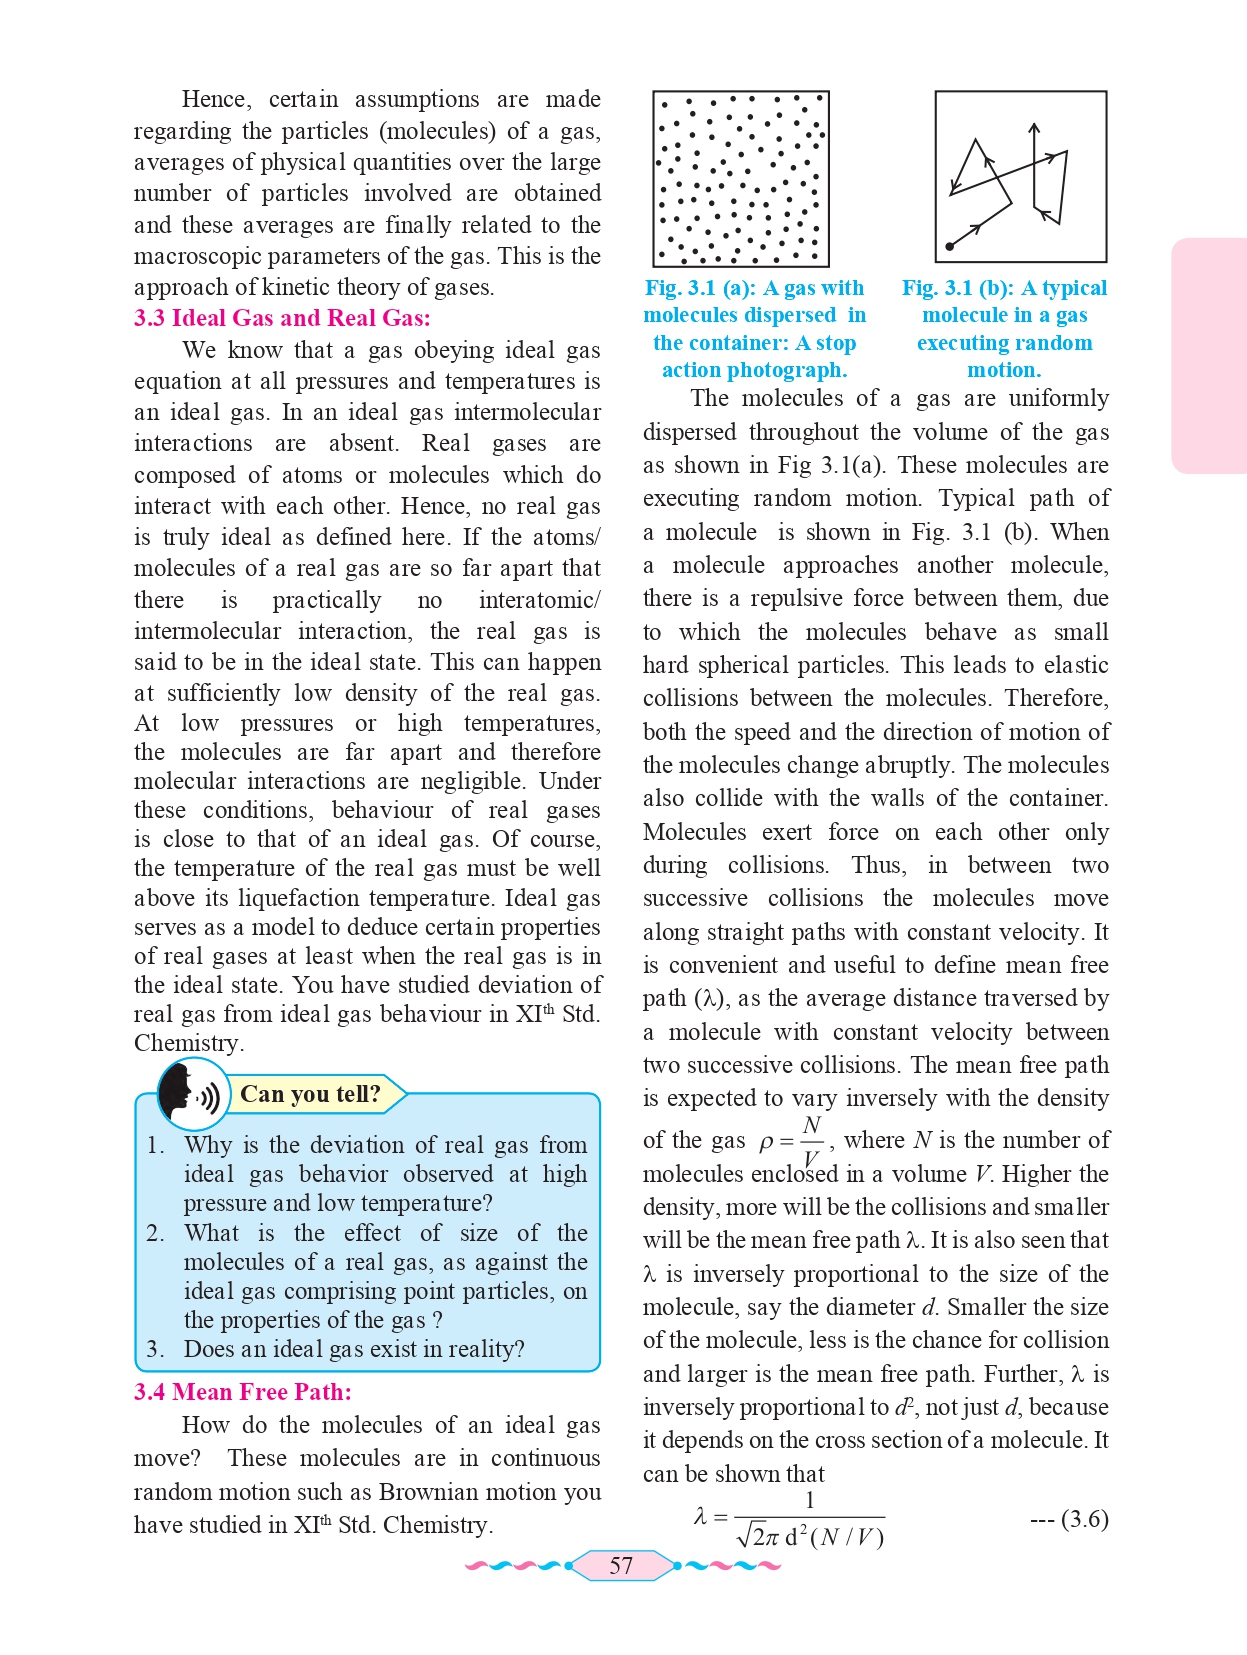 Hence, certain assumptions are made
regarding the particles (molecules) of a gas,
averages of physical quantities over the large
number of particles involved are obtained
and these averages are finally related to the
macroscopic parameters of the gas. This is the
approach of kinetic theory of gases.
3.3 Ideal Gas and Real Gas:
We know that a gas obeying ideal gas
equation at all pressures and temperatures is
an ideal gas. In an ideal gas intermolecular
interactions are absent. Real gases are
composed of atoms or molecules which do
interact with each other. Hence, no real gas
is truly ideal as defined here. If the atoms/
molecules of a real gas are so far apart that
there is practically no interatomic/
intermolecular interaction, the real gas is
said to be in the ideal state. This can happen
at sufficiently low density of the real gas.
At low pressures or high temperatures,
the molecules are far apart and therefore
molecular interactions are negligible. Under
these conditions, behaviour of real gases
is close to that of an ideal gas. Of course,
the temperature of the real gas must be well
above its liquefaction temperature. Ideal gas
serves as a model to deduce certain properties
of real gases at least when the real gas is in
the ideal state. You have studied deviation of
real gas from ideal gas behaviour in XIth Std.
Chemistry.
Can you tell?
1. Why is the deviation of real gas from
ideal gas behavior observed at high
pressure and low temperature?
2. What is the effect of size of the
molecules of a real gas, as against the
ideal gas comprising point particles, on
the properties of the gas ?
3. Does an ideal gas exist in reality?
3.4 Mean Free Path:
How do the molecules of an ideal gas
move? These molecules are in continuous
random motion such as Brownian motion you
have studied in XIth Std. Chemistry.
Fig. 3.1 (a): A gas with
molecules dispersed in
the container: A stop
action photograph.
Fig. 3.1 (b): A typical
molecule in a gas
executing random
motion.
The molecules of a gas are uniformly
dispersed throughout the volume of the gas
as shown in Fig 3.1(a). These molecules are
executing random motion. Typical path of
a molecule is shown in Fig. 3.1 (b). When
a molecule approaches another molecule,
there is a repulsive force between them, due
to which the molecules behave as small
hard spherical particles. This leads to elastic
collisions between the molecules. Therefore,
both the speed and the direction of motion of
the molecules change abruptly. The molecules
also collide with the walls of the container.
Molecules exert force on each other only
during collisions. Thus, in between two
successive collisions the molecules move
along straight paths with constant velocity. It
is convenient and useful to define mean free
path (λ), as the average distance traversed by
a molecule with constant velocity between
two successive collisions. The mean free path
is expected to vary inversely with the density
of the gas ρ = N/V, where N is the number of
molecules enclosed in a volume V. Higher the
density, more will be the collisions and smaller
will be the mean free path λ. It is also seen that
λ is inversely proportional to the size of the
molecule, say the diameter d. Smaller the size
of the molecule, less is the chance for collision
and larger is the mean free path. Further, λ is
inversely proportional to d², not just d, because
it depends on the cross section of a molecule. It
can be shown that
λ = 1/(√2π d²(N / V)) --- (3.6)
57